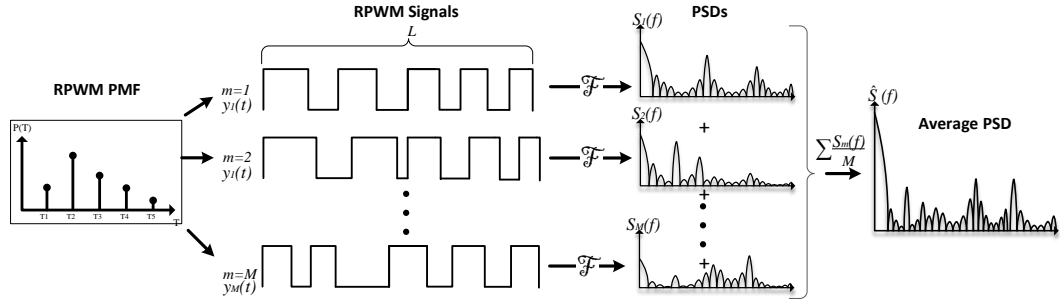 RPWM PMF
P(T)
T1 T2 T3 T4 T5
T
RPWM Signals
L
m=1
y1(t)
m=2
y1(t)
m=M
yM(t)
ℱ
ℱ
ℱ
PSDs
S1(f)
+
S2(f)
+
SM(f)
+
∑ Sm(f)
M
Average PSD
Ŝ (f)